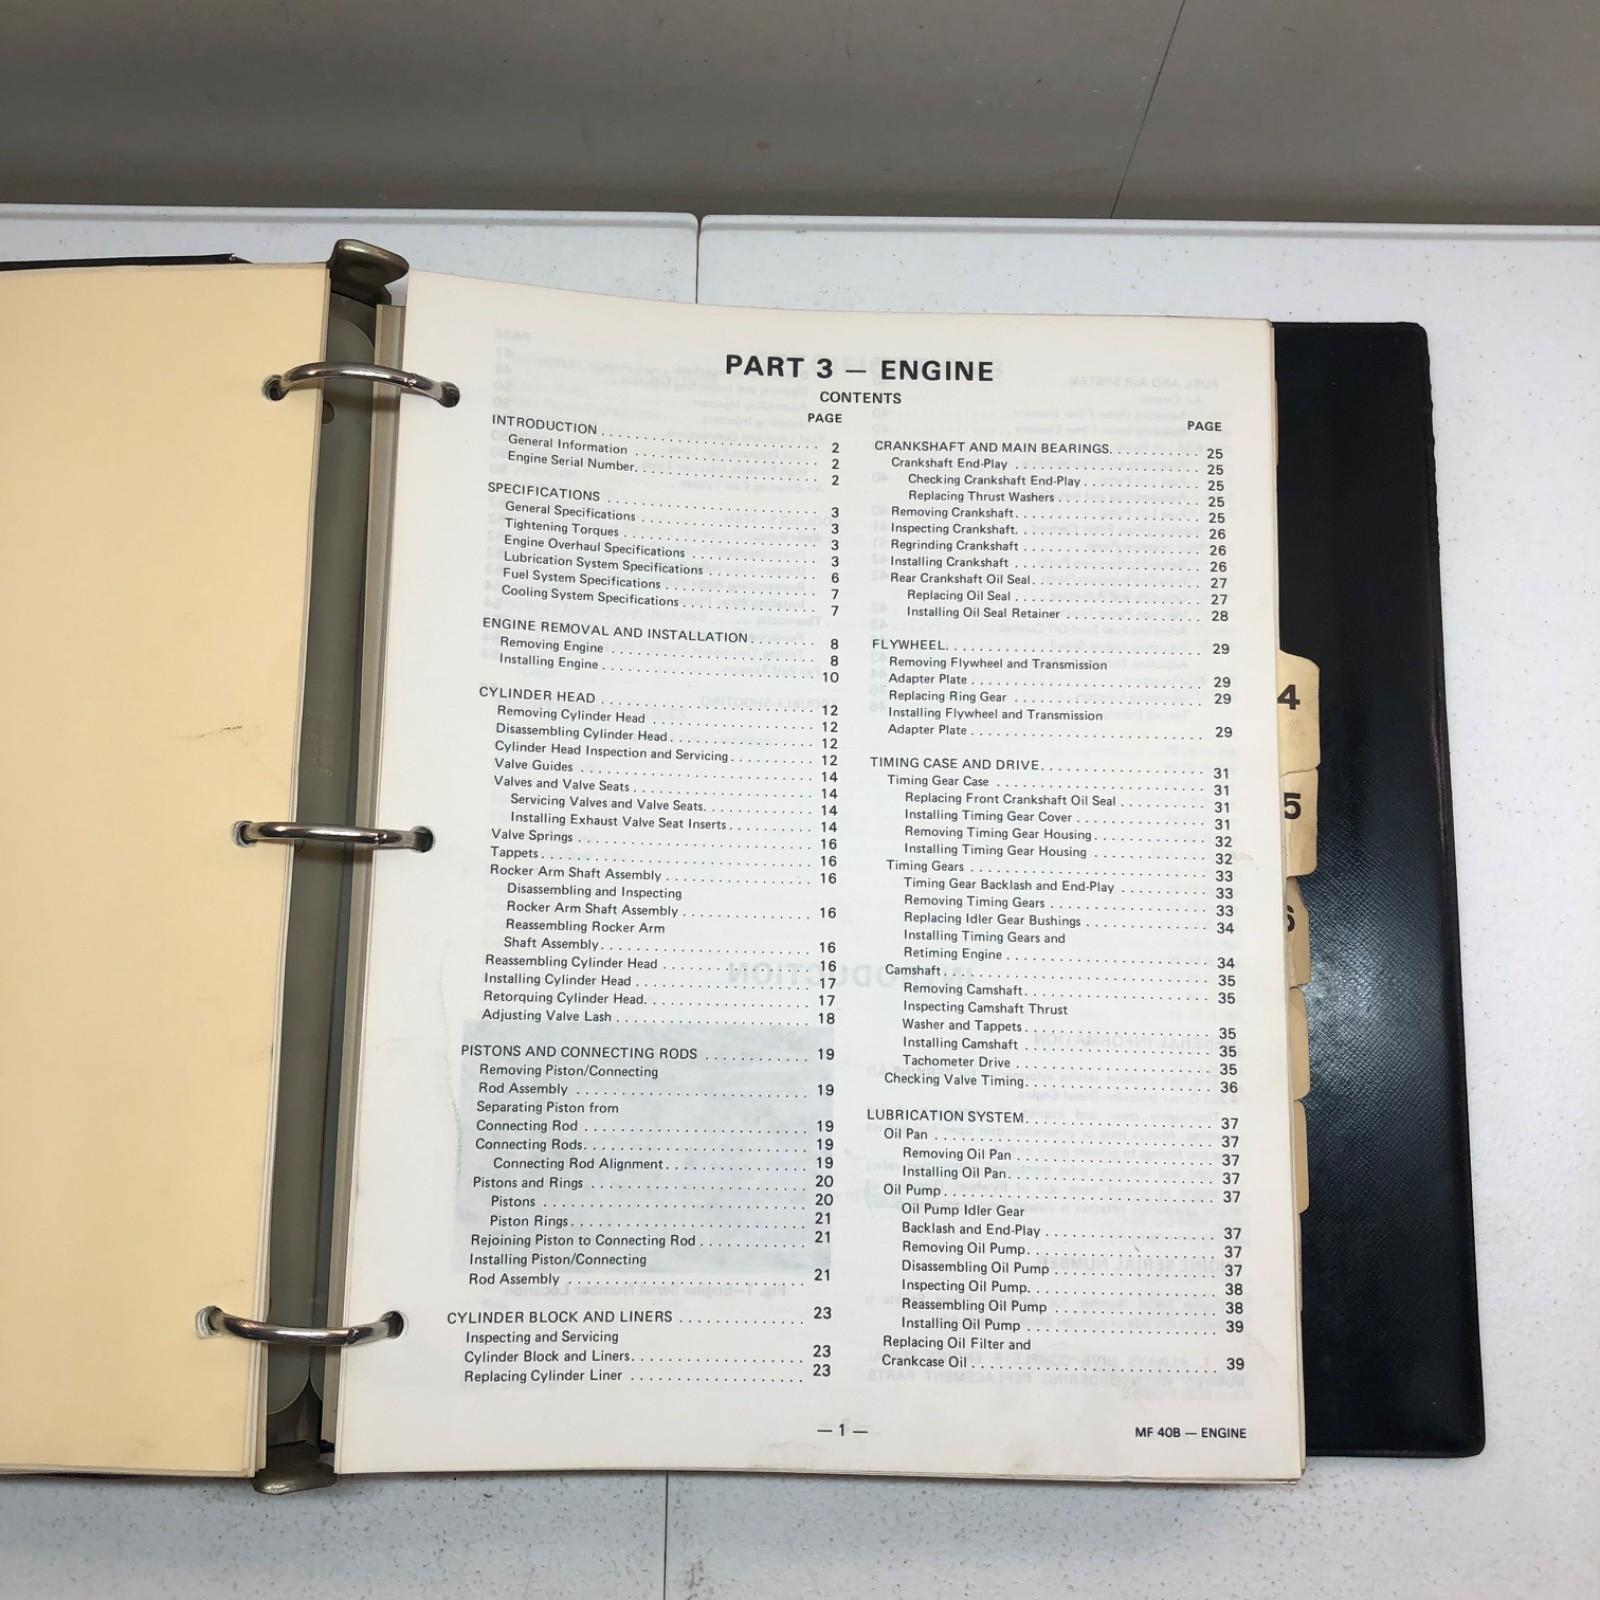 PART 3 — ENGINE
CONTENTS
PAGE
INTRODUCTION . . . . . . . . . . . . . . . . . . . . . . . . . . . 2
General Information . . . . . . . . . . . . . . . . . . . . . . . 2
Engine Serial Number. . . . . . . . . . . . . . . . . . . . . . . 2
SPECIFICATIONS . . . . . . . . . . . . . . . . . . . . . . . . . . 3
General Specifications . . . . . . . . . . . . . . . . . . . . . . 3
Tightening Torques . . . . . . . . . . . . . . . . . . . . . . . . 3
Engine Overhaul Specifications . . . . . . . . . . . . . . . . . . 3
Lubrication System Specifications . . . . . . . . . . . . . . . 6
Fuel System Specifications . . . . . . . . . . . . . . . . . . . . 7
Cooling System Specifications . . . . . . . . . . . . . . . . . . 7
ENGINE REMOVAL AND INSTALLATION . . . . . . . . 8
Removing Engine . . . . . . . . . . . . . . . . . . . . . . . . . 8
Installing Engine . . . . . . . . . . . . . . . . . . . . . . . . . 10
CYLINDER HEAD . . . . . . . . . . . . . . . . . . . . . . . . . . 12
Removing Cylinder Head . . . . . . . . . . . . . . . . . . . . 12
Disassembling Cylinder Head . . . . . . . . . . . . . . . . . . 12
Cylinder Head Inspection and Servicing. . . . . . . . . . . 12
Valve Guides . . . . . . . . . . . . . . . . . . . . . . . . . . . 14
Valves and Valve Seats . . . . . . . . . . . . . . . . . . . . . 14
Servicing Valves and Valve Seats. . . . . . . . . . . . . . 14
Installing Exhaust Valve Seat Inserts . . . . . . . . . . . 14
Valve Springs . . . . . . . . . . . . . . . . . . . . . . . . . . . 16
Tappets . . . . . . . . . . . . . . . . . . . . . . . . . . . . . . . 16
Rocker Arm Shaft Assembly . . . . . . . . . . . . . . . . . . 16
Disassembling and Inspecting
Rocker Arm Shaft Assembly . . . . . . . . . . . . . . . . 16
Reassembling Rocker Arm
Shaft Assembly . . . . . . . . . . . . . . . . . . . . . . . . 16
Reassembling Cylinder Head . . . . . . . . . . . . . . . . . . 16
Installing Cylinder Head . . . . . . . . . . . . . . . . . . . . 17
Retorquing Cylinder Head. . . . . . . . . . . . . . . . . . . . 17
Adjusting Valve Lash . . . . . . . . . . . . . . . . . . . . . . 18
PISTONS AND CONNECTING RODS . . . . . . . . . . . 19
Removing Piston/Connecting
Rod Assembly . . . . . . . . . . . . . . . . . . . . . . . . . . 19
Separating Piston from
Connecting Rod . . . . . . . . . . . . . . . . . . . . . . . . . 19
Connecting Rods. . . . . . . . . . . . . . . . . . . . . . . . . . 19
Connecting Rod Alignment . . . . . . . . . . . . . . . . . . 19
Pistons and Rings . . . . . . . . . . . . . . . . . . . . . . . . . 20
Pistons . . . . . . . . . . . . . . . . . . . . . . . . . . . . . . 20
Piston Rings . . . . . . . . . . . . . . . . . . . . . . . . . . . 21
Rejoining Piston to Connecting Rod . . . . . . . . . . . . . 21
Installing Piston/Connecting
Rod Assembly . . . . . . . . . . . . . . . . . . . . . . . . . . 21
CYLINDER BLOCK AND LINERS . . . . . . . . . . . . . . 23
Inspecting and Servicing
Cylinder Block and Liners. . . . . . . . . . . . . . . . . . . 23
Replacing Cylinder Liner . . . . . . . . . . . . . . . . . . . . 23
PAGE
CRANKSHAFT AND MAIN BEARINGS. . . . . . . . . . . 25
Crankshaft End-Play . . . . . . . . . . . . . . . . . . . . . . . 25
Checking Crankshaft End-Play . . . . . . . . . . . . . . . 25
Replacing Thrust Washers . . . . . . . . . . . . . . . . . . 25
Removing Crankshaft. . . . . . . . . . . . . . . . . . . . . . . 25
Inspecting Crankshaft. . . . . . . . . . . . . . . . . . . . . . . 26
Regrinding Crankshaft . . . . . . . . . . . . . . . . . . . . . . 26
Installing Crankshaft . . . . . . . . . . . . . . . . . . . . . . . 26
Rear Crankshaft Oil Seal. . . . . . . . . . . . . . . . . . . . . 27
Replacing Oil Seal . . . . . . . . . . . . . . . . . . . . . . . 27
Installing Oil Seal Retainer . . . . . . . . . . . . . . . . . . 28
FLYWHEEL. . . . . . . . . . . . . . . . . . . . . . . . . . . . . . 29
Removing Flywheel and Transmission
Adapter Plate . . . . . . . . . . . . . . . . . . . . . . . . . . 29
Replacing Ring Gear . . . . . . . . . . . . . . . . . . . . . . . 29
Installing Flywheel and Transmission
Adapter Plate . . . . . . . . . . . . . . . . . . . . . . . . . . 29
TIMING CASE AND DRIVE. . . . . . . . . . . . . . . . . . . 31
Timing Gear Case . . . . . . . . . . . . . . . . . . . . . . . . . 31
Replacing Front Crankshaft Oil Seal . . . . . . . . . . . 31
Installing Timing Gear Cover . . . . . . . . . . . . . . . . 31
Removing Timing Gear Housing. . . . . . . . . . . . . . 32
Installing Timing Gear Housing . . . . . . . . . . . . . . 32
Timing Gears . . . . . . . . . . . . . . . . . . . . . . . . . . . . 33
Timing Gear Backlash and End-Play . . . . . . . . . . . 33
Removing Timing Gears . . . . . . . . . . . . . . . . . . . 33
Replacing Idler Gear Bushings . . . . . . . . . . . . . . . 34
Installing Timing Gears and
Retiming Engine . . . . . . . . . . . . . . . . . . . . . . . 34
Camshaft. . . . . . . . . . . . . . . . . . . . . . . . . . . . . . . 35
Removing Camshaft. . . . . . . . . . . . . . . . . . . . . . 35
Inspecting Camshaft Thrust
Washer and Tappets . . . . . . . . . . . . . . . . . . . . . 35
Installing Camshaft . . . . . . . . . . . . . . . . . . . . . . 35
Tachometer Drive . . . . . . . . . . . . . . . . . . . . . . . 35
Checking Valve Timing. . . . . . . . . . . . . . . . . . . . . . 36
LUBRICATION SYSTEM. . . . . . . . . . . . . . . . . . . . . 37
Oil Pan . . . . . . . . . . . . . . . . . . . . . . . . . . . . . . . . 37
Removing Oil Pan . . . . . . . . . . . . . . . . . . . . . . . 37
Installing Oil Pan . . . . . . . . . . . . . . . . . . . . . . . . 37
Oil Pump . . . . . . . . . . . . . . . . . . . . . . . . . . . . . . 37
Oil Pump Idler Gear
Backlash and End-Play . . . . . . . . . . . . . . . . . . . 37
Removing Oil Pump. . . . . . . . . . . . . . . . . . . . . . 37
Disassembling Oil Pump . . . . . . . . . . . . . . . . . . . 37
Inspecting Oil Pump. . . . . . . . . . . . . . . . . . . . . . 38
Reassembling Oil Pump . . . . . . . . . . . . . . . . . . . 38
Installing Oil Pump . . . . . . . . . . . . . . . . . . . . . . 39
Replacing Oil Filter and
Crankcase Oil . . . . . . . . . . . . . . . . . . . . . . . . . . 39
— 1 —
MF 40B — ENGINE
4
5
6